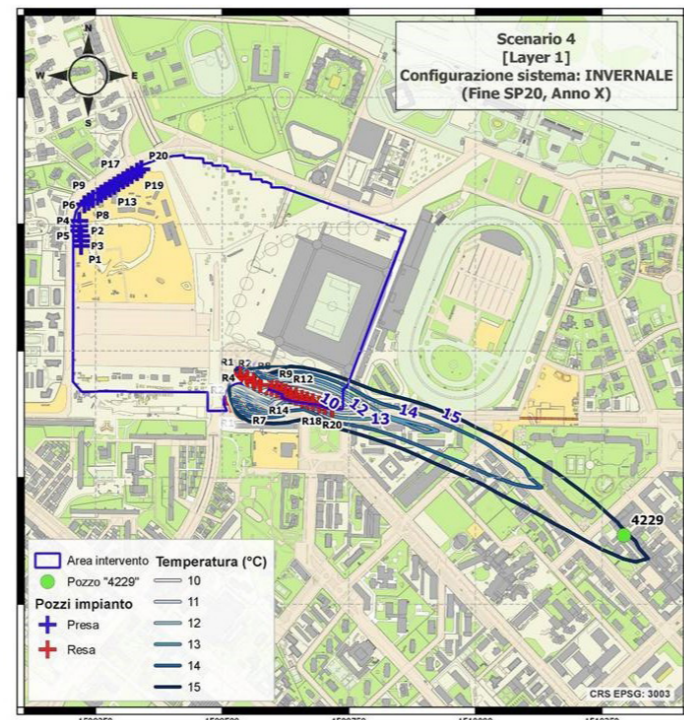 Scenario 4
[Layer 1]
Configurazione sistema: INVERNALE
(Fine SP20, Anno X)
N
W E
S
P20
P17
P19
P9
P13
P6
P8
P4
P2
P5
P3
P1
R1 R2
R9
R4
R12
R7
R14
R18
R20
10
12
13
14
15
4229
Area intervento
Pozzo "4229"
Pozzi impianto
Presa
Resa
Temperatura (°C)
10
11
12
13
14
15
CRS EPSG: 3003